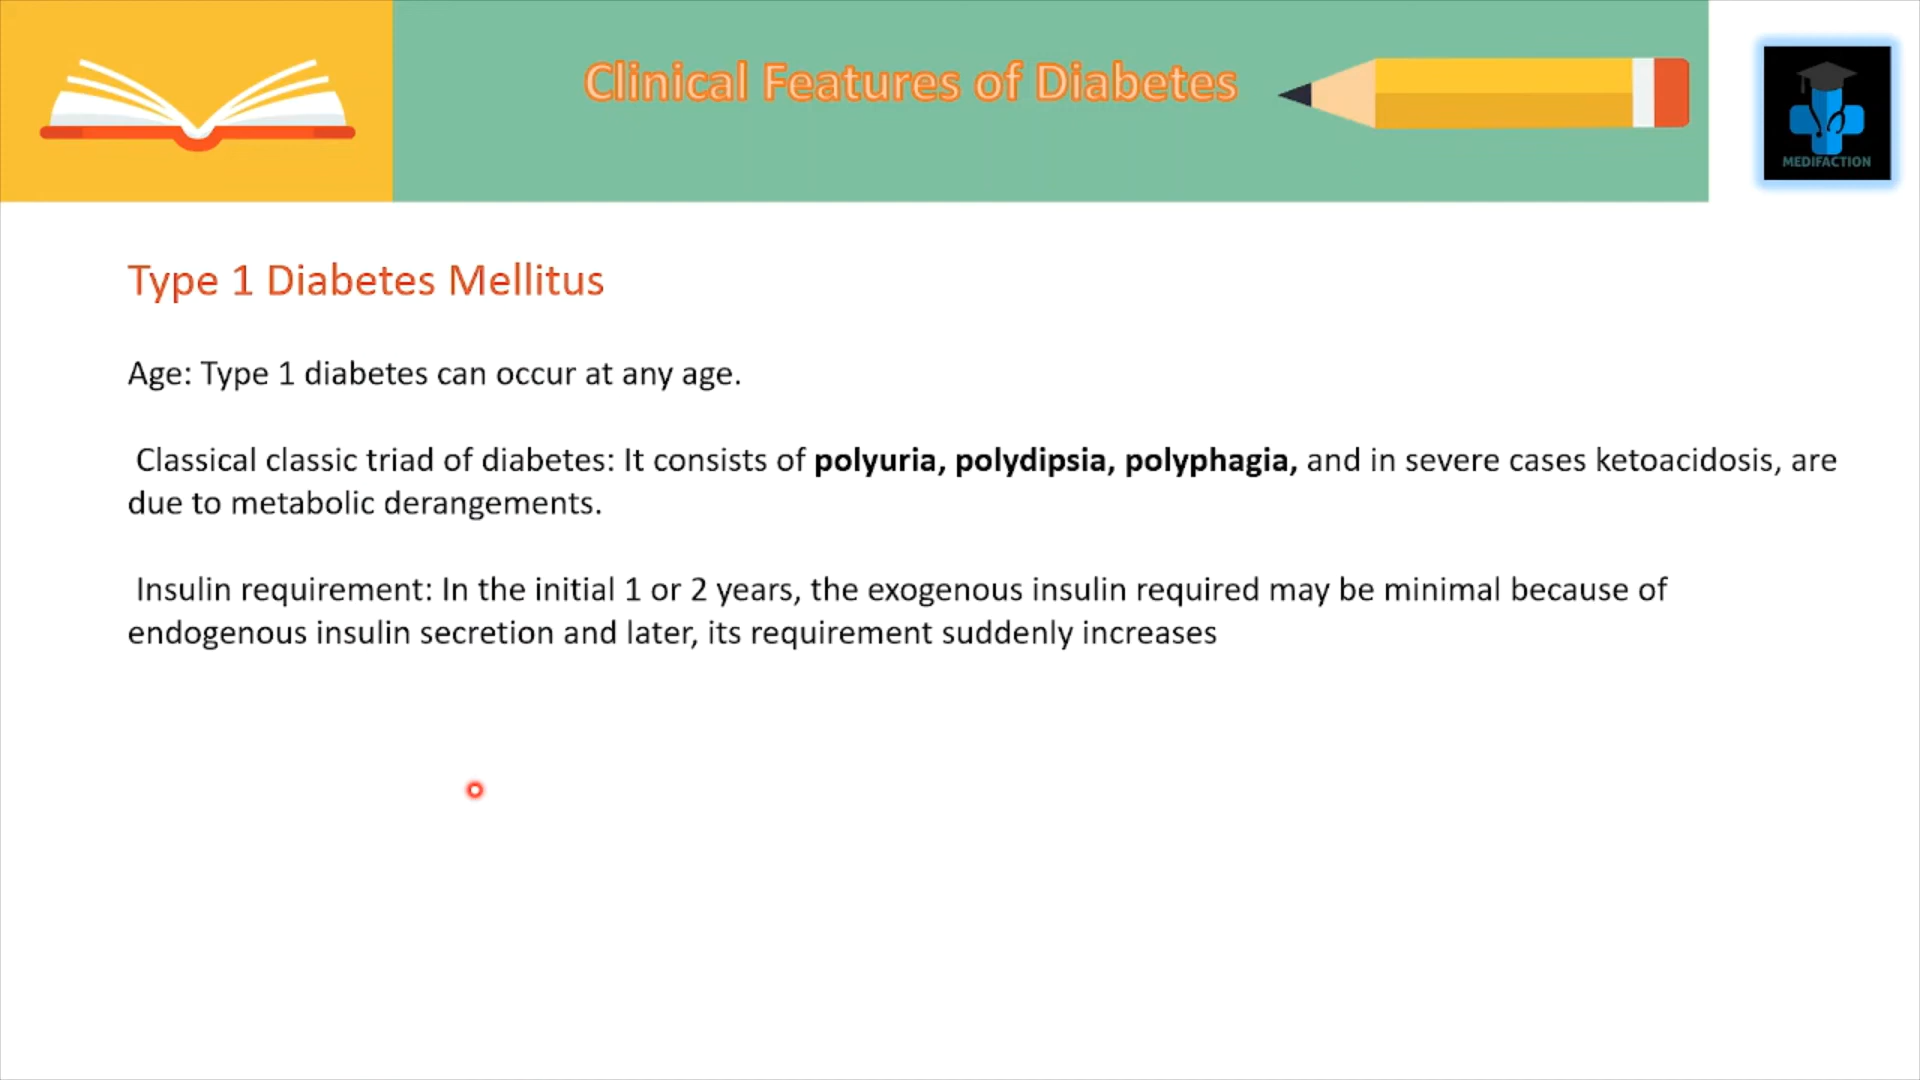 Clinical Features of Diabetes
MEDIFACTION
Type 1 Diabetes Mellitus
Age: Type 1 diabetes can occur at any age.
Classical classic triad of diabetes: It consists of polyuria, polydipsia, polyphagia, and in severe cases ketoacidosis, are
due to metabolic derangements.
Insulin requirement: In the initial 1 or 2 years, the exogenous insulin required may be minimal because of
endogenous insulin secretion and later, its requirement suddenly increases